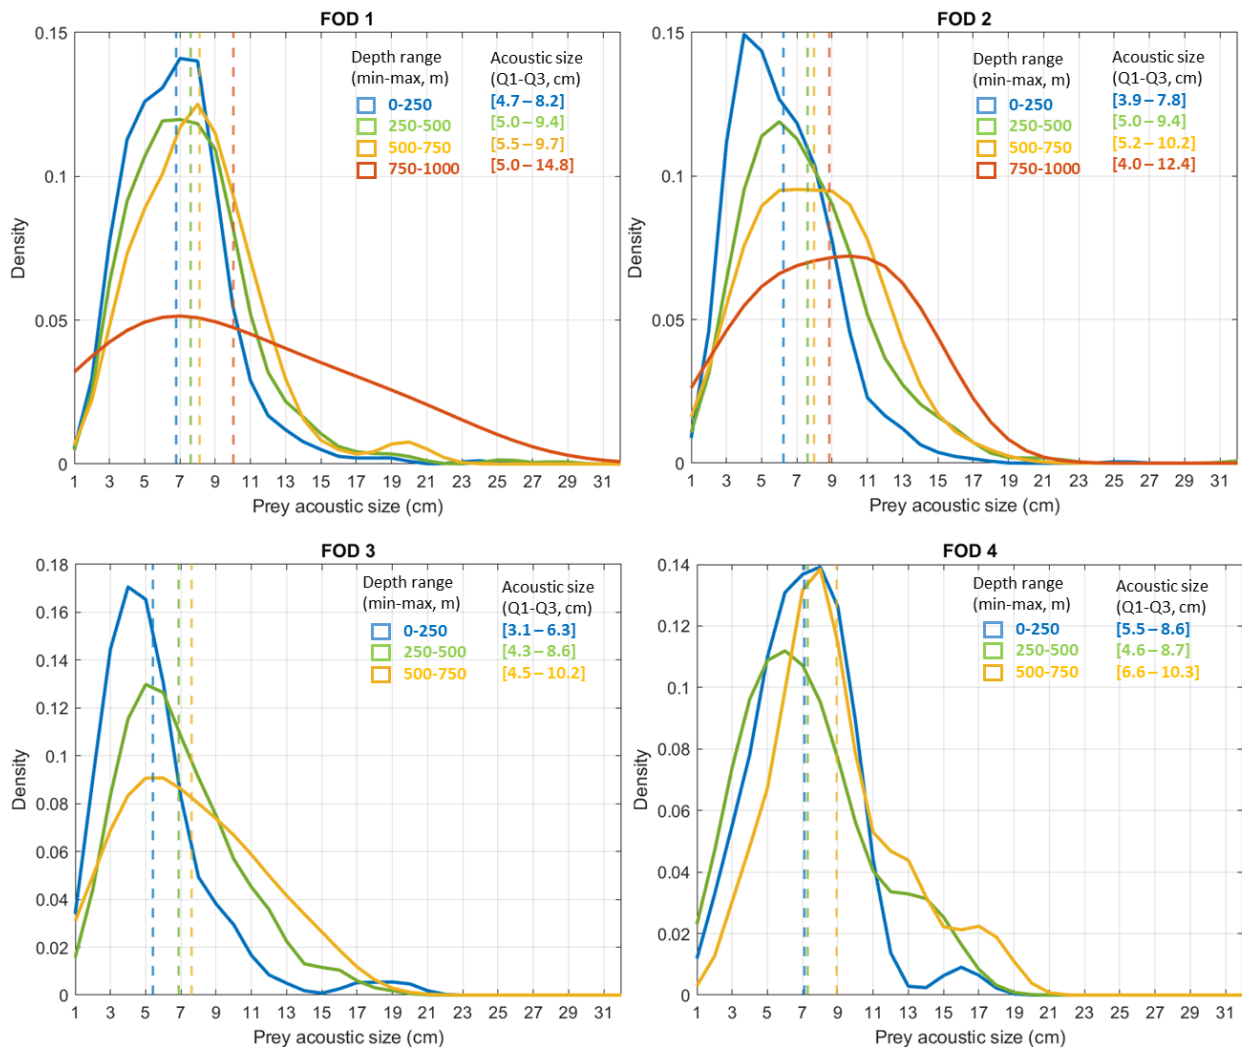 FOD 1
0.15
0.1
0.05
0
Density
Depth range
(min-max, m)
Acoustic size
(Q1-Q3, cm)
0-250 [4.7 – 8.2]
250-500 [5.0 – 9.4]
500-750 [5.5 – 9.7]
750-1000 [5.0 – 14.8]
1 3 5 7 9 11 13 15 17 19 21 23 25 27 29 31
Prey acoustic size (cm)
FOD 2
0.15
0.1
0.05
0
Density
Depth range
(min-max, m)
Acoustic size
(Q1-Q3, cm)
0-250 [3.9 – 7.8]
250-500 [5.0 – 9.4]
500-750 [5.2 – 10.2]
750-1000 [4.0 – 12.4]
1 3 5 7 9 11 13 15 17 19 21 23 25 27 29 31
Prey acoustic size (cm)
FOD 3
0.18
0.16
0.14
0.12
0.1
0.08
0.06
0.04
0.02
0
Density
Depth range
(min-max, m)
Acoustic size
(Q1-Q3, cm)
0-250 [3.1 – 6.3]
250-500 [4.3 – 8.6]
500-750 [4.5 – 10.2]
1 3 5 7 9 11 13 15 17 19 21 23 25 27 29 31
Prey acoustic size (cm)
FOD 4
0.14
0.12
0.1
0.08
0.06
0.04
0.02
0
Density
Depth range
(min-max, m)
Acoustic size
(Q1-Q3, cm)
0-250 [5.5 – 8.6]
250-500 [4.6 – 8.7]
500-750 [6.6 – 10.3]
1 3 5 7 9 11 13 15 17 19 21 23 25 27 29 31
Prey acoustic size (cm)